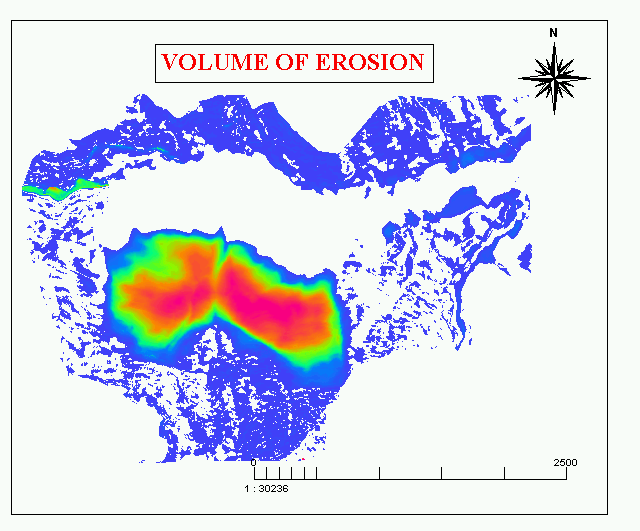 N
VOLUME OF EROSION
0 2500
1 : 30236